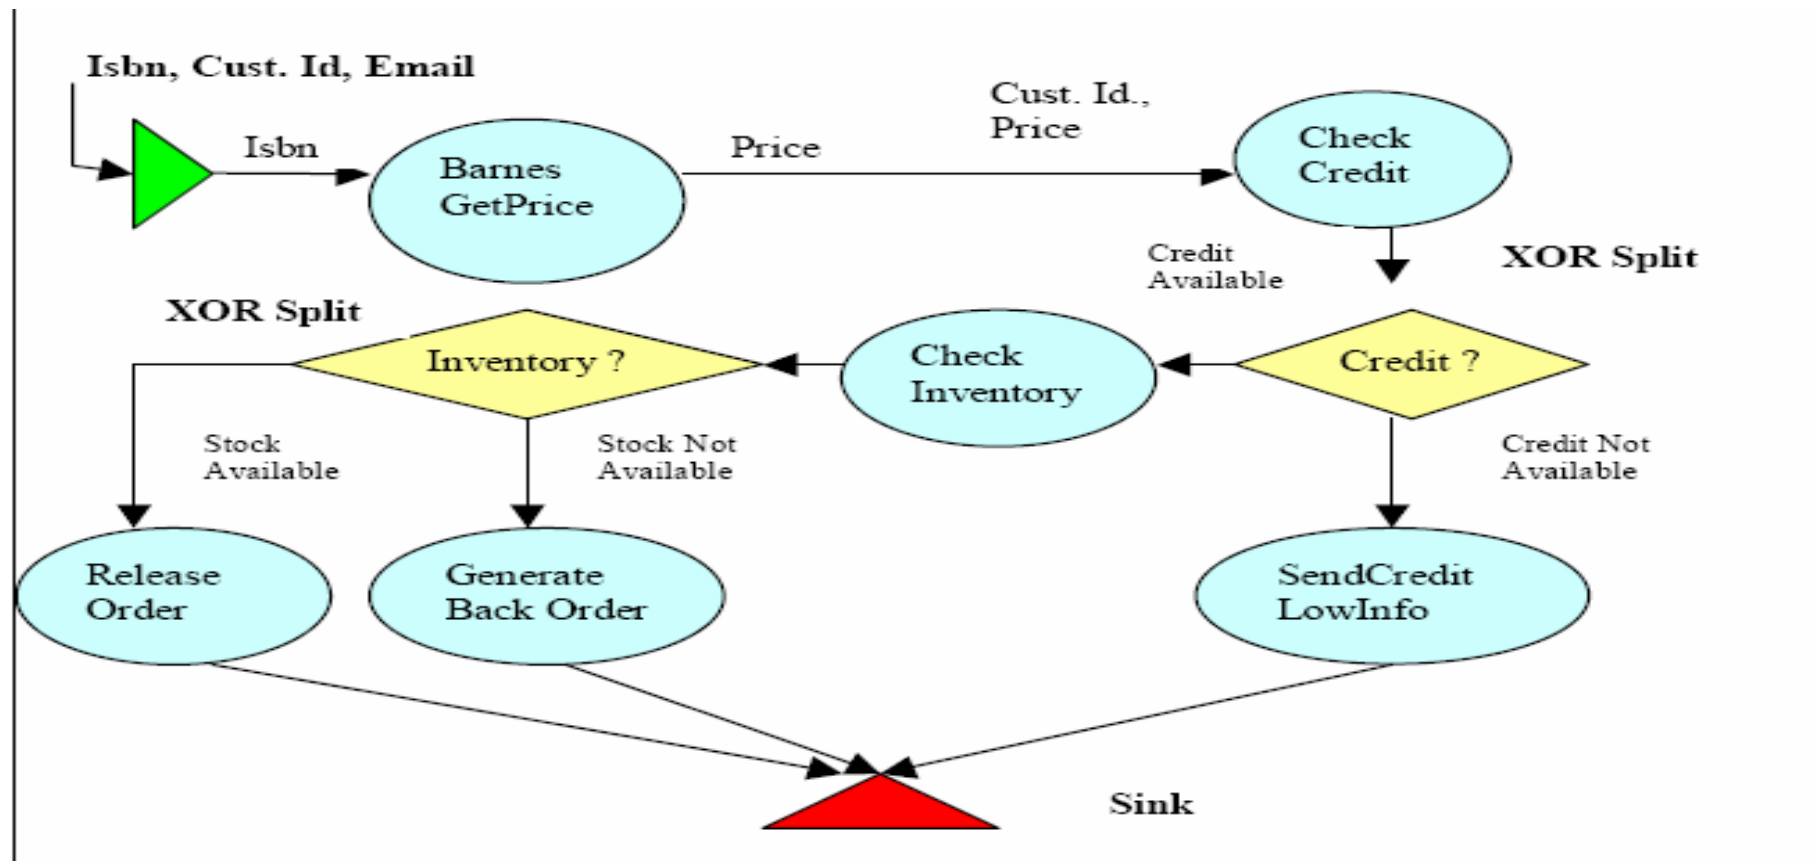 Isbn, Cust. Id, Email
Isbn
Barnes
GetPrice
Price
Cust. Id.,
Price
Check
Credit
XOR Split
Credit
Available
Credit ?
Check
Inventory
XOR Split
Inventory ?
Stock
Available
Stock Not
Available
Credit Not
Available
Release
Order
Generate
Back Order
SendCredit
LowInfo
Sink